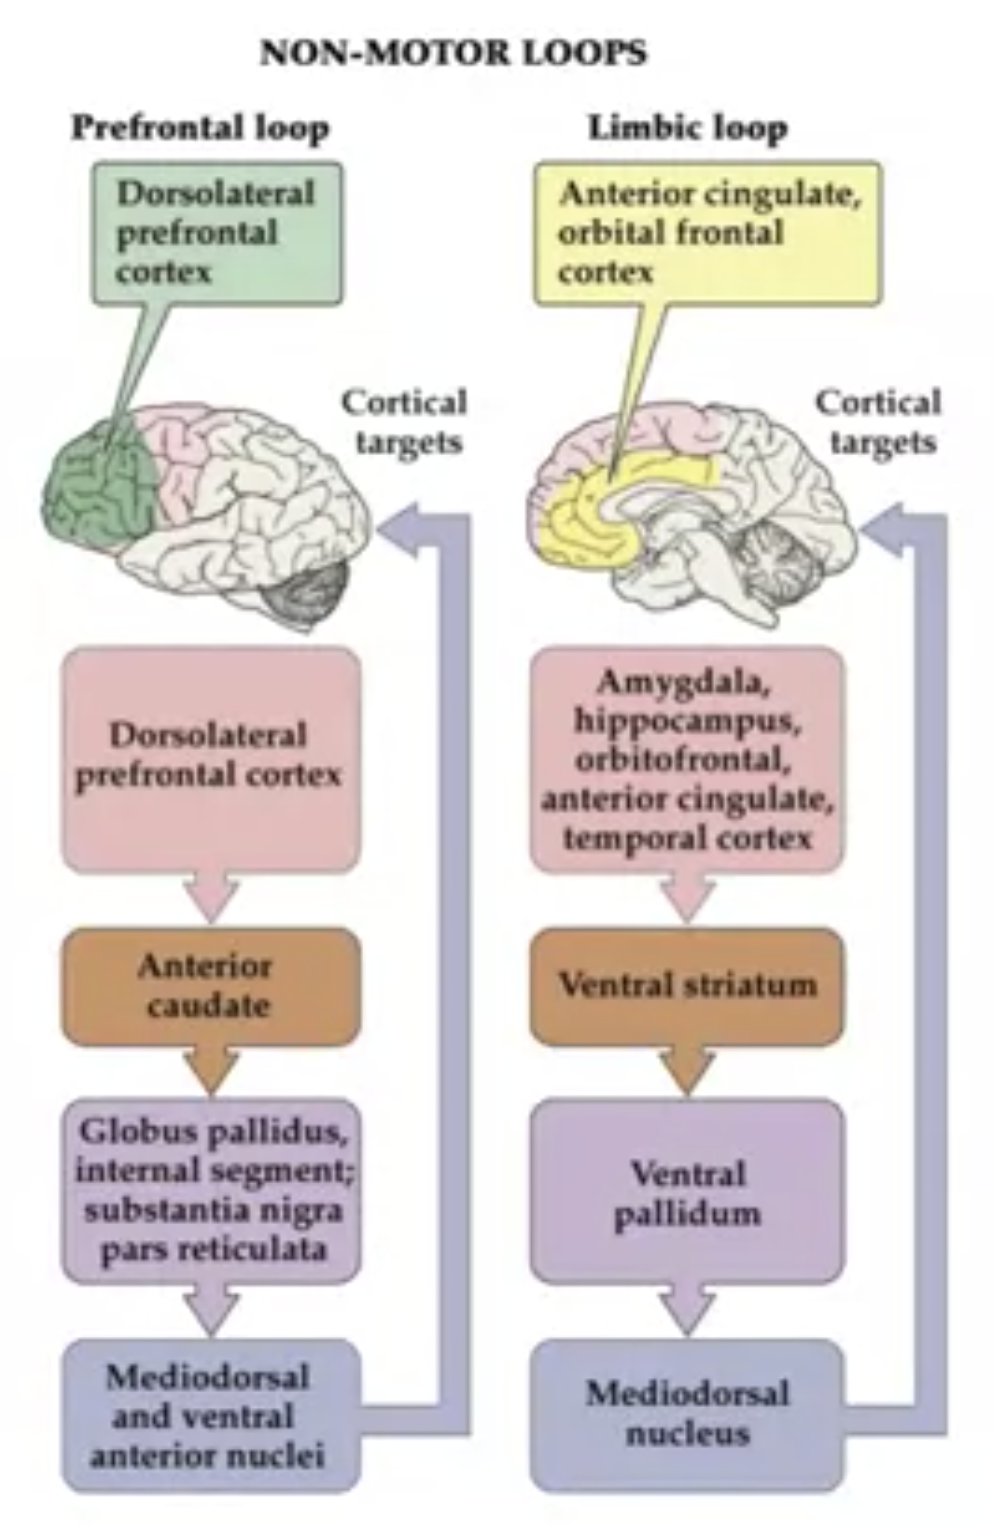 NON-MOTOR LOOPS
Prefrontal loop
Dorsolateral
prefrontal
cortex
Cortical
targets
Dorsolateral
prefrontal cortex
Anterior
caudate
Globus pallidus,
internal segment;
substantia nigra
pars reticulata
Mediodorsal
and ventral
anterior nuclei
Limbic loop
Anterior cingulate,
orbital frontal
cortex
Cortical
targets
Amygdala,
hippocampus,
orbitofrontal,
anterior cingulate,
temporal cortex
Ventral striatum
Ventral
pallidum
Mediodorsal
nucleus